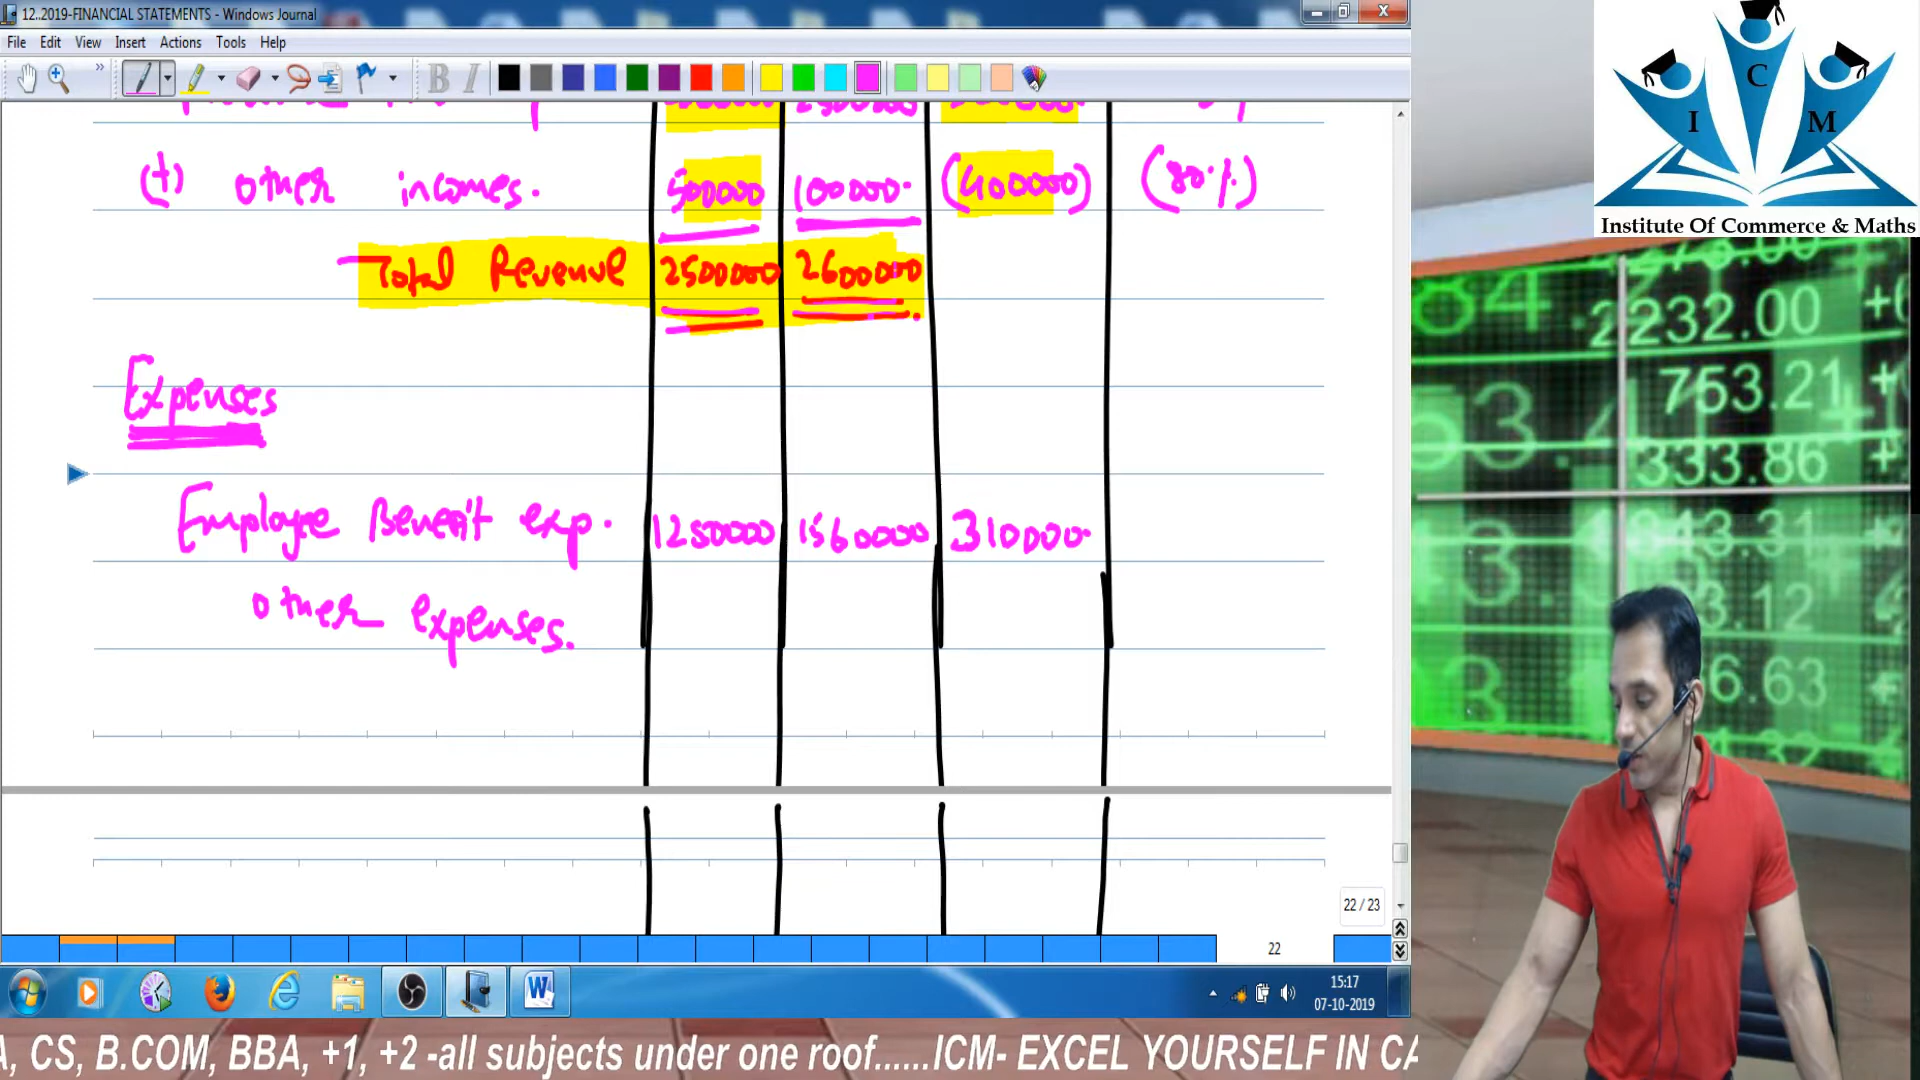 12..2019-FINANCIAL STATEMENTS - Windows Journal
File Edit View Insert Actions Tools Help
B I
(+) other incomes. 500000 100000 (400000) (80%)
Total Revenue 2500000 2600000
Expenses
Employee Benefit exp. 1250000 1560000 310000
other expenses.
22 / 23
22
15:17
07-10-2019
I C M
Institute Of Commerce & Maths
2232.00
753.21 +
333.86 +
A, CS, B.COM, BBA, +1, +2 -all subjects under one roof......ICM- EXCEL YOURSELF IN CA